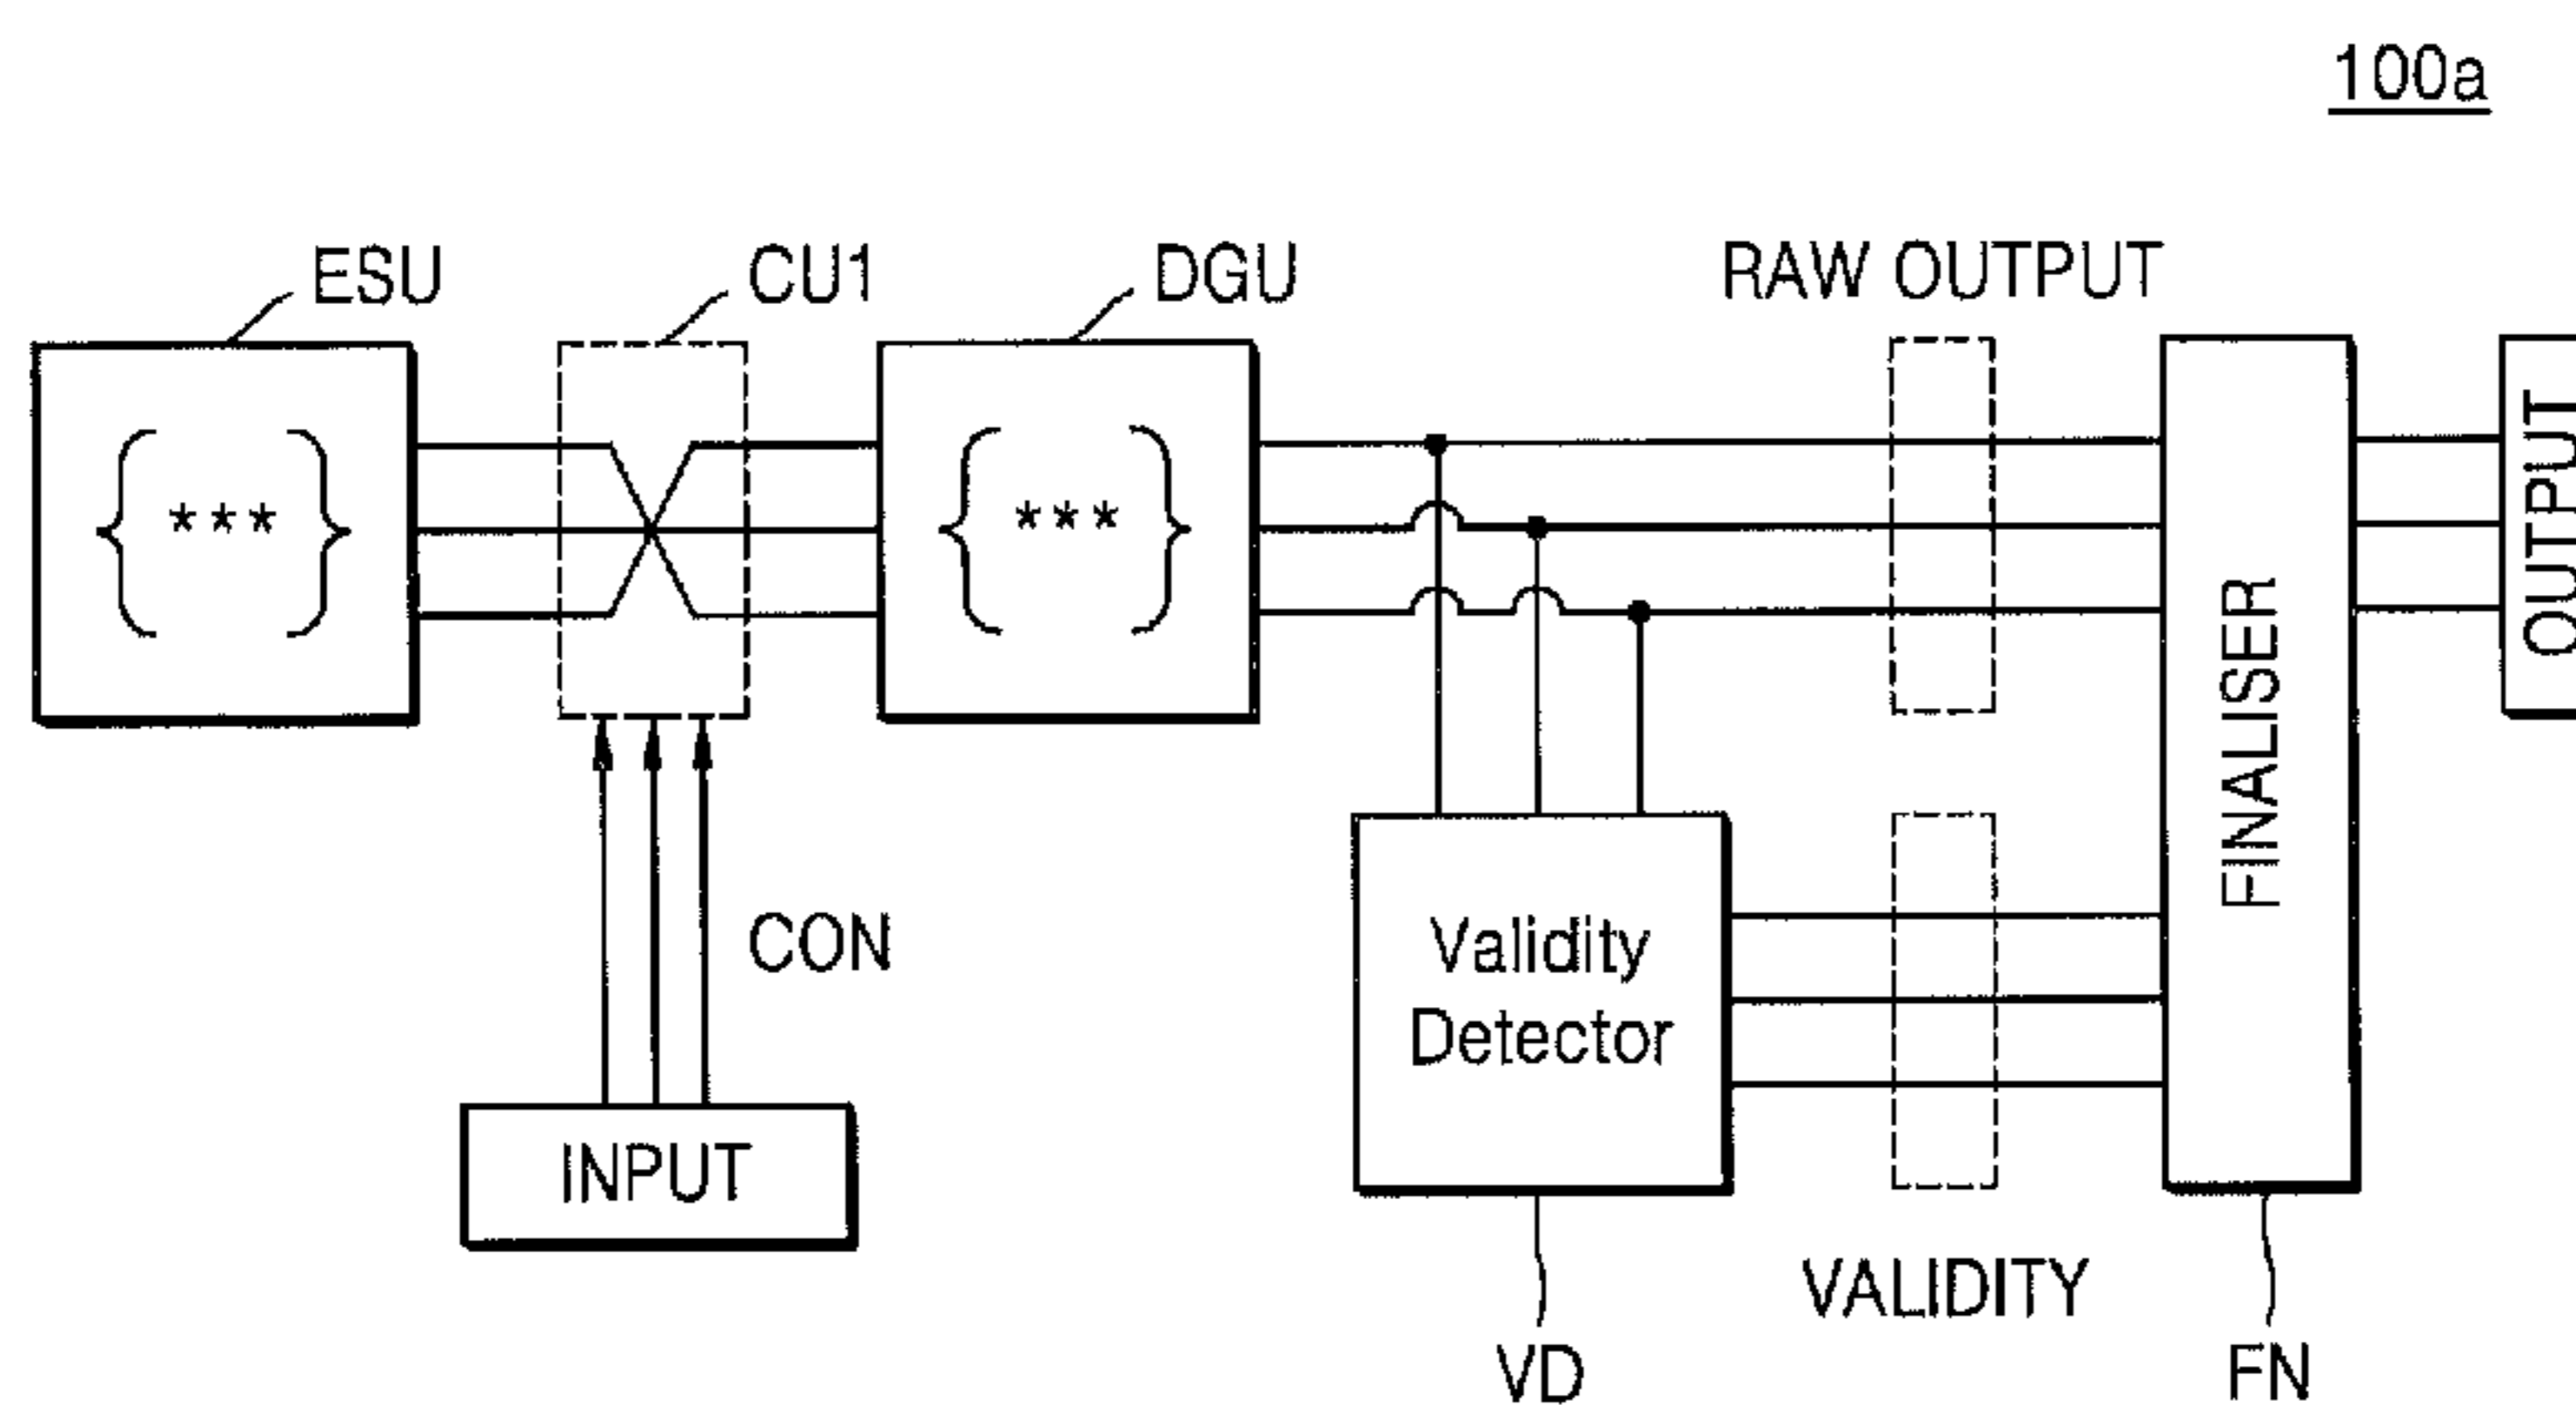 100a
ESU
CU1
DGU
RAW OUTPUT
***
***
OUTPUT
FINALISER
CON
Validity
Detector
INPUT
VALIDITY
VD
FN